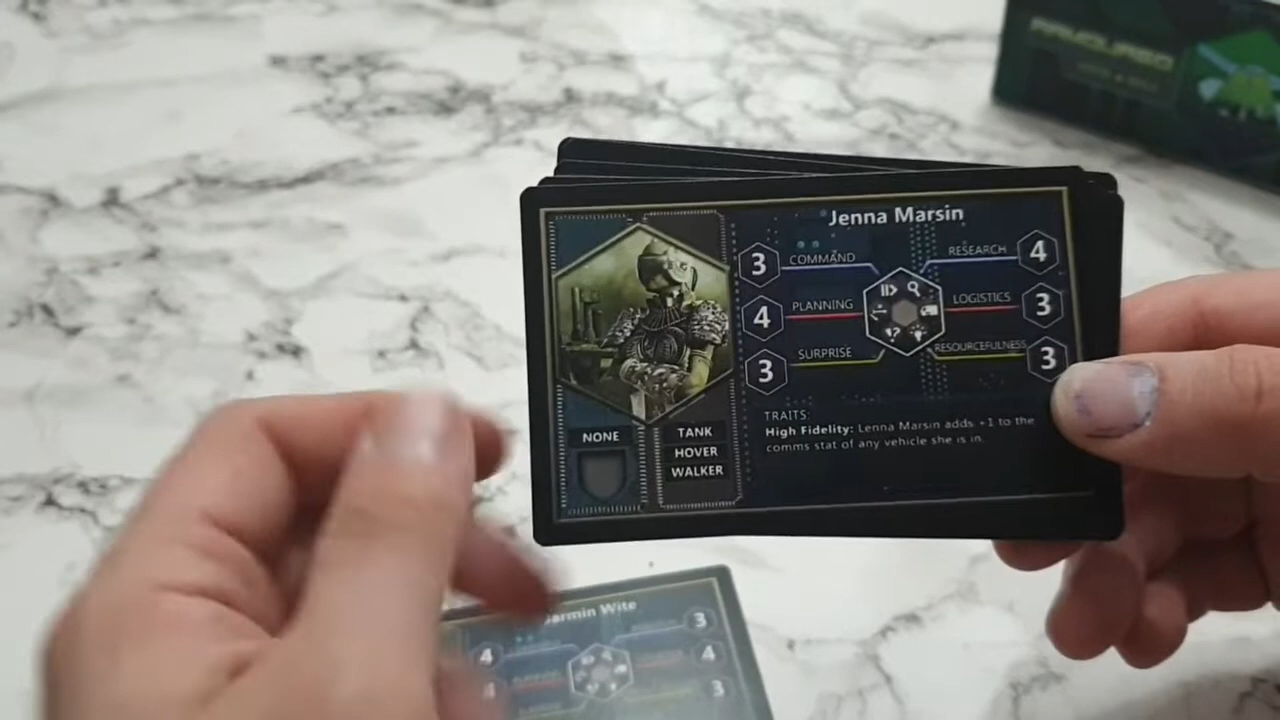 FAVOURED
Jenna Marsin
3 COMMAND RESEARCH 4
4 PLANNING LOGISTICS 3
3 SURPRISE RESOURCEFULNESS 3
NONE
TANK
HOVER
WALKER
TRAITS:
High Fidelity: Lenna Marsin adds +1 to the
comms stat of any vehicle she is in.
armin Wite
3
4 4
3